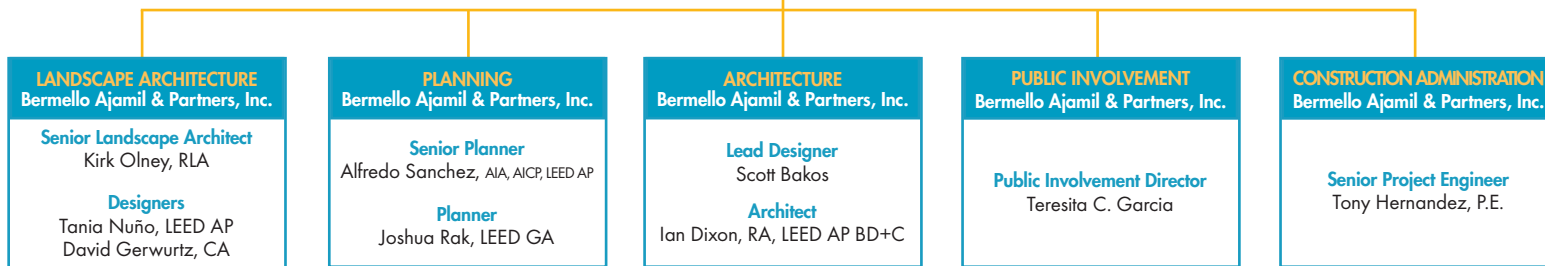 LANDSCAPE ARCHITECTURE
Bermello Ajamil & Partners, Inc.
Senior Landscape Architect
Kirk Olney, RLA
Designers
Tania Nuño, LEED AP
David Gerwurtz, CA
PLANNING
Bermello Ajamil & Partners, Inc.
Senior Planner
Alfredo Sanchez, AIA, AICP, LEED AP
Planner
Joshua Rak, LEED GA
ARCHITECTURE
Bermello Ajamil & Partners, Inc.
Lead Designer
Scott Bakos
Architect
Ian Dixon, RA, LEED AP BD+C
PUBLIC INVOLVEMENT
Bermello Ajamil & Partners, Inc.
Public Involvement Director
Teresita C. Garcia
CONSTRUCTION ADMINISTRATION
Bermello Ajamil & Partners, Inc.
Senior Project Engineer
Tony Hernandez, P.E.